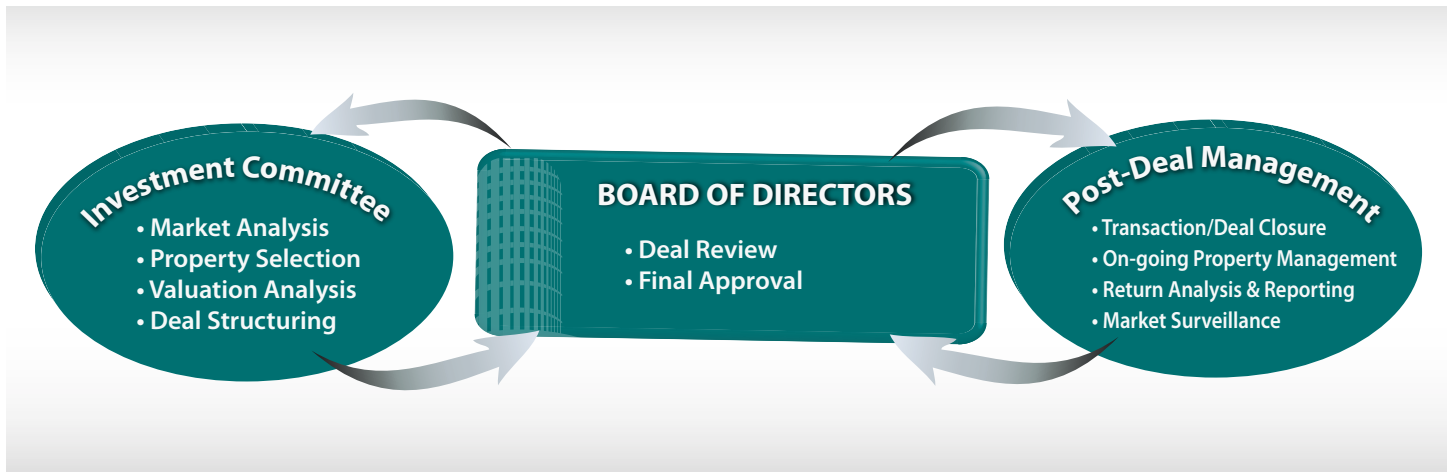 Investment Committee
• Market Analysis
• Property Selection
• Valuation Analysis
• Deal Structuring
BOARD OF DIRECTORS
• Deal Review
• Final Approval
Post-Deal Management
• Transaction/Deal Closure
• On-going Property Management
• Return Analysis & Reporting
• Market Surveillance